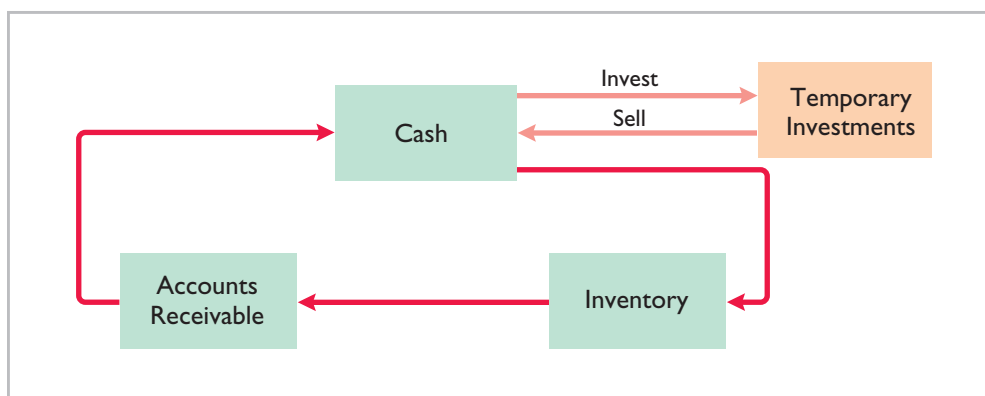 Invest
Temporary
Investments
Cash
Sell
Accounts
Receivable
Inventory